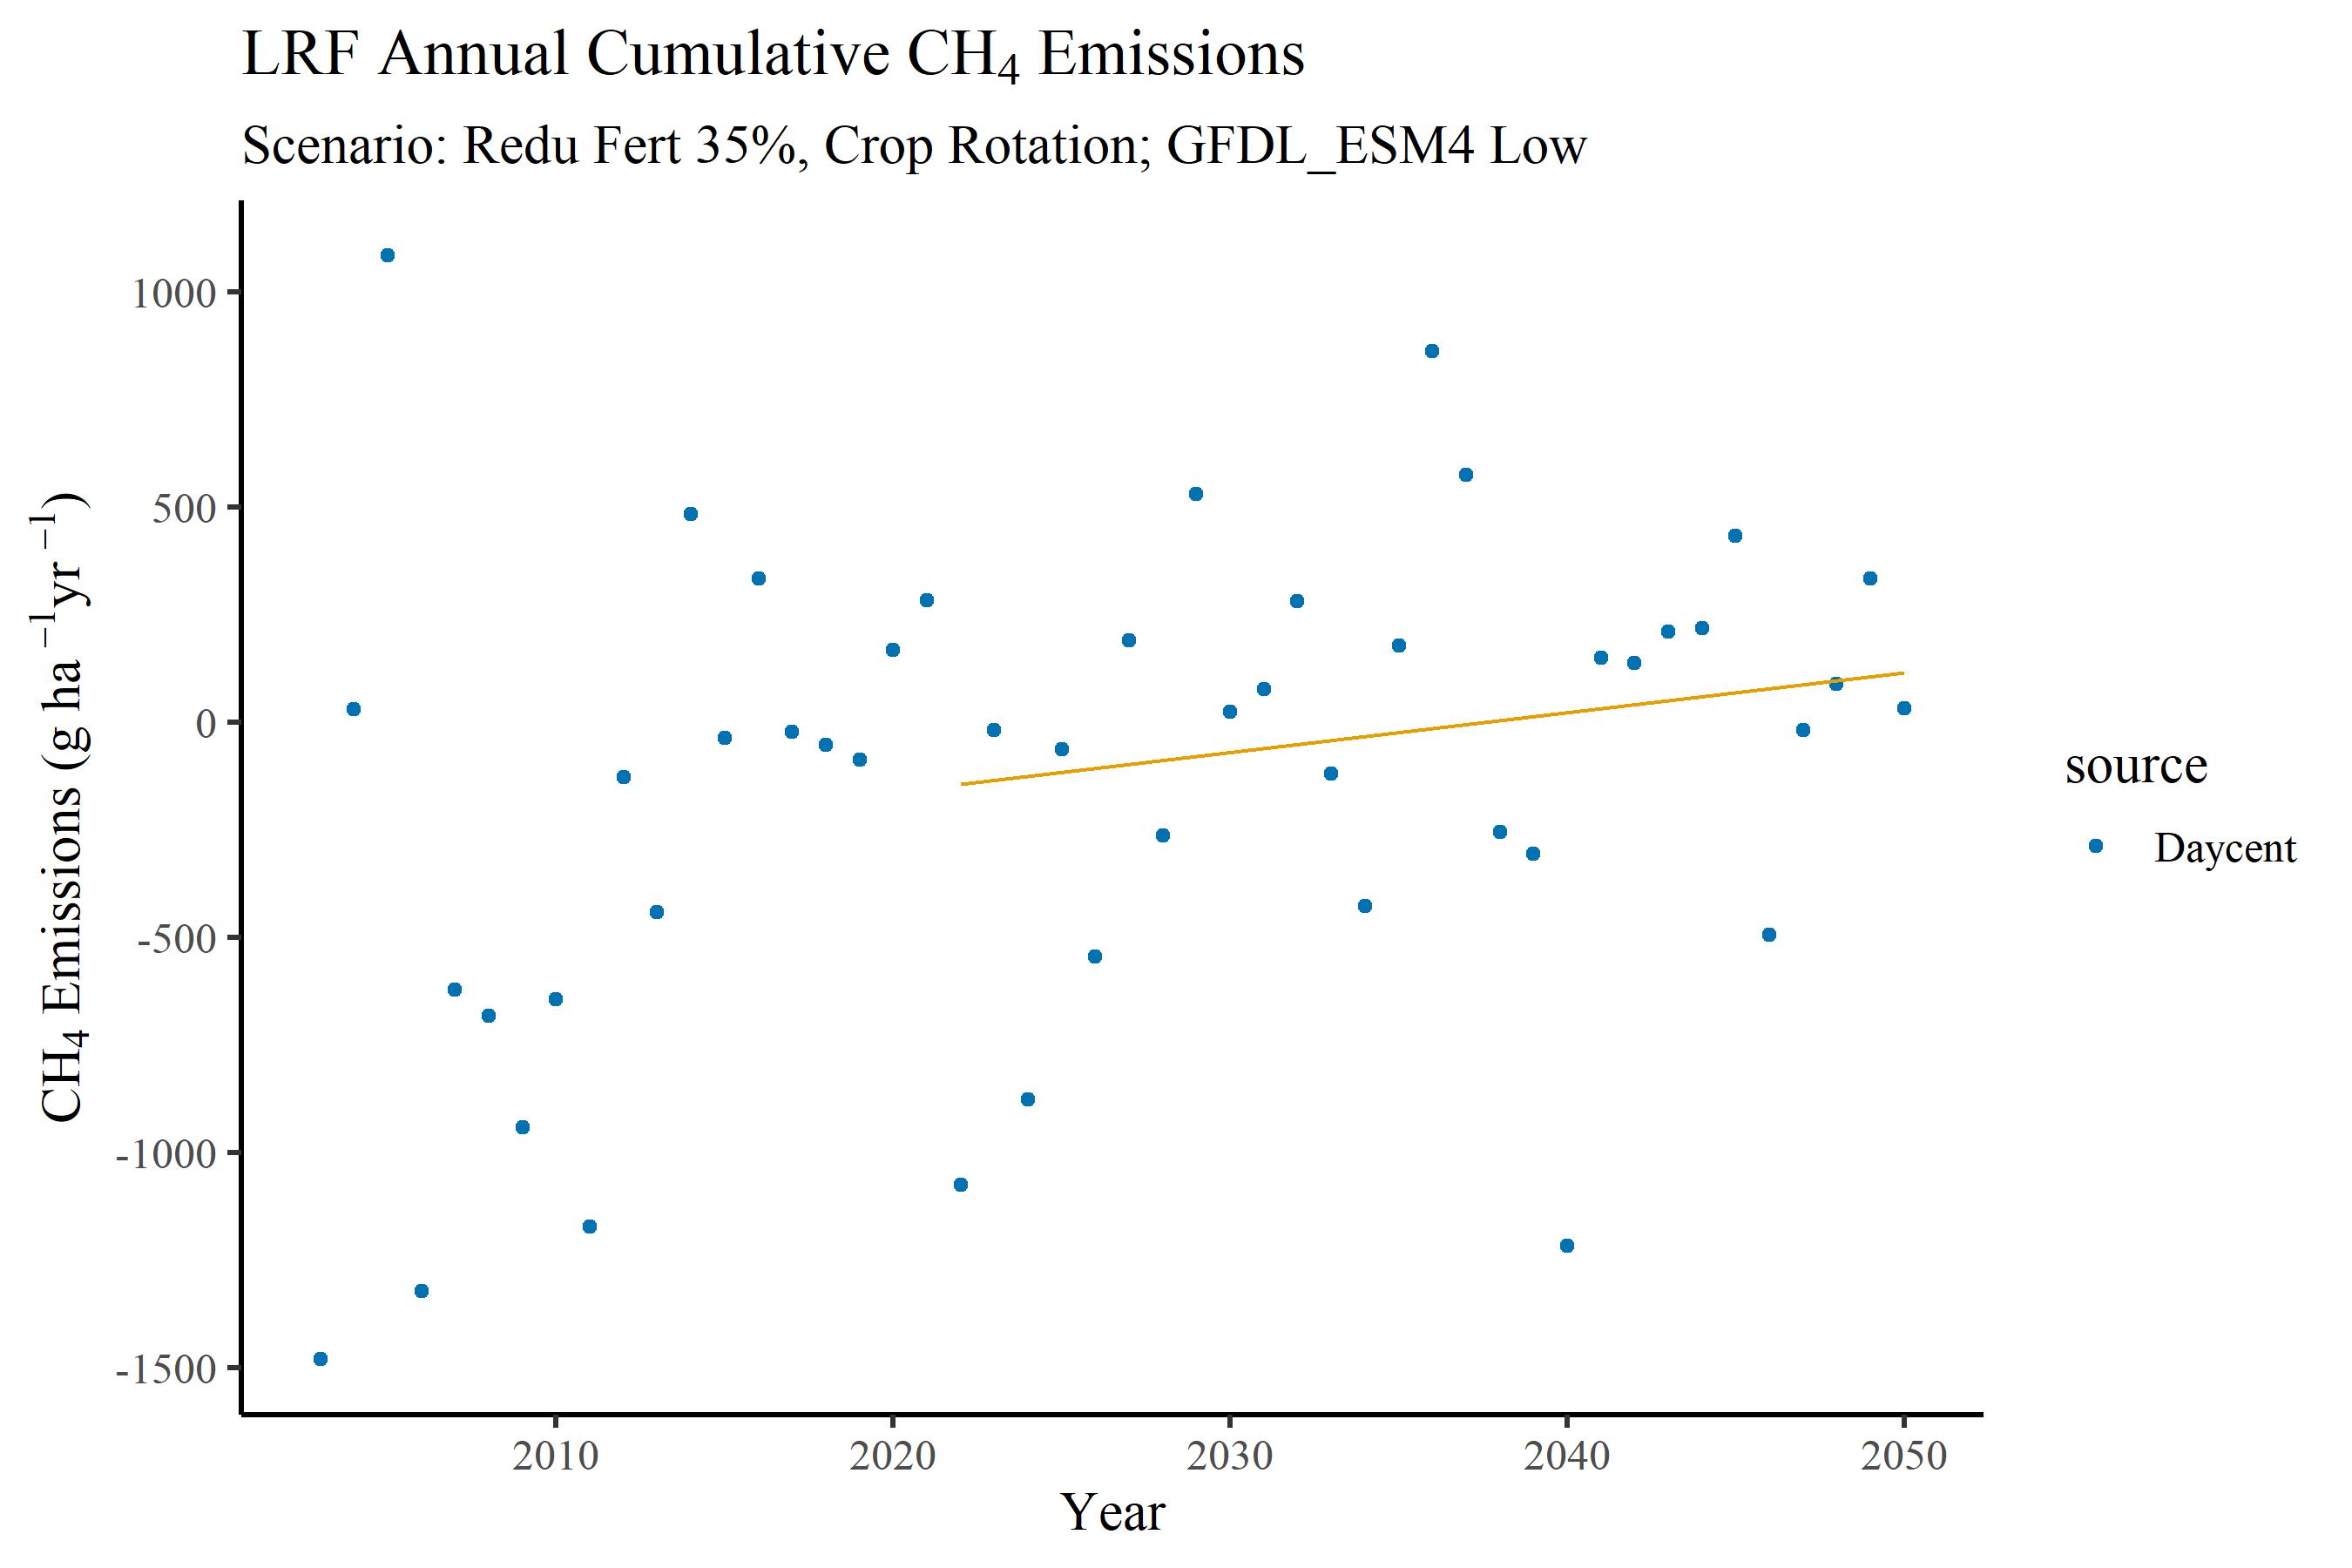 LRF Annual Cumulative CH₄ Emissions
Scenario: Redu Fert 35%, Crop Rotation; GFDL_ESM4 Low
CH₄ Emissions (g ha ⁻¹yr ⁻¹)
1000
500
0
-500
-1000
-1500
2010 2020 2030 2040 2050
Year
source
Daycent